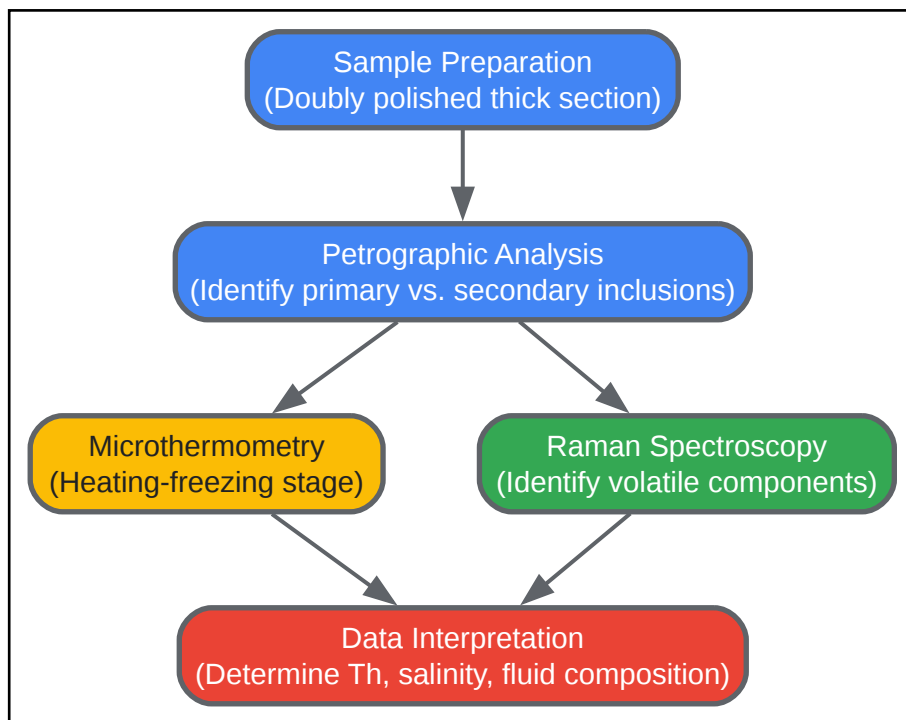 Sample Preparation
(Doubly polished thick section)
Petrographic Analysis
(Identify primary vs. secondary inclusions)
Microthermometry
(Heating-freezing stage)
Raman Spectroscopy
(Identify volatile components)
Data Interpretation
(Determine Th, salinity, fluid composition)